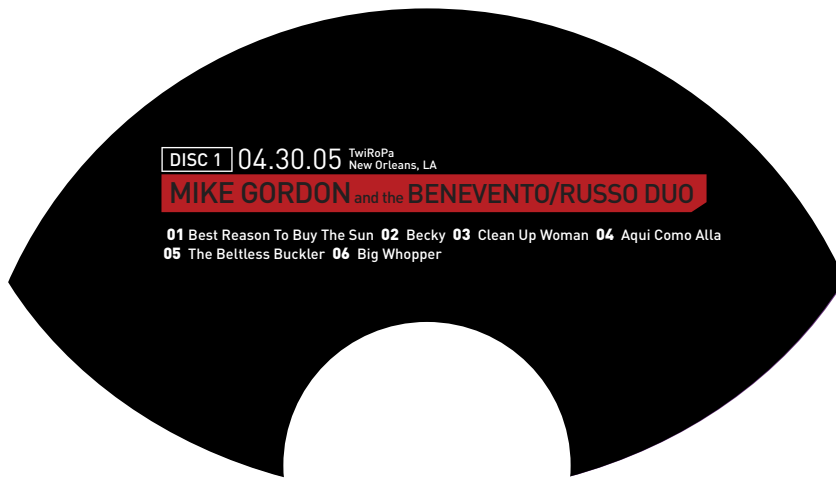 DISC 1 04.30.05 TwiRoPa
New Orleans, LA
MIKE GORDON and the BENEVENTO/RUSSO DUO
01 Best Reason To Buy The Sun 02 Becky 03 Clean Up Woman 04 Aqui Como Alla
05 The Beltless Buckler 06 Big Whopper